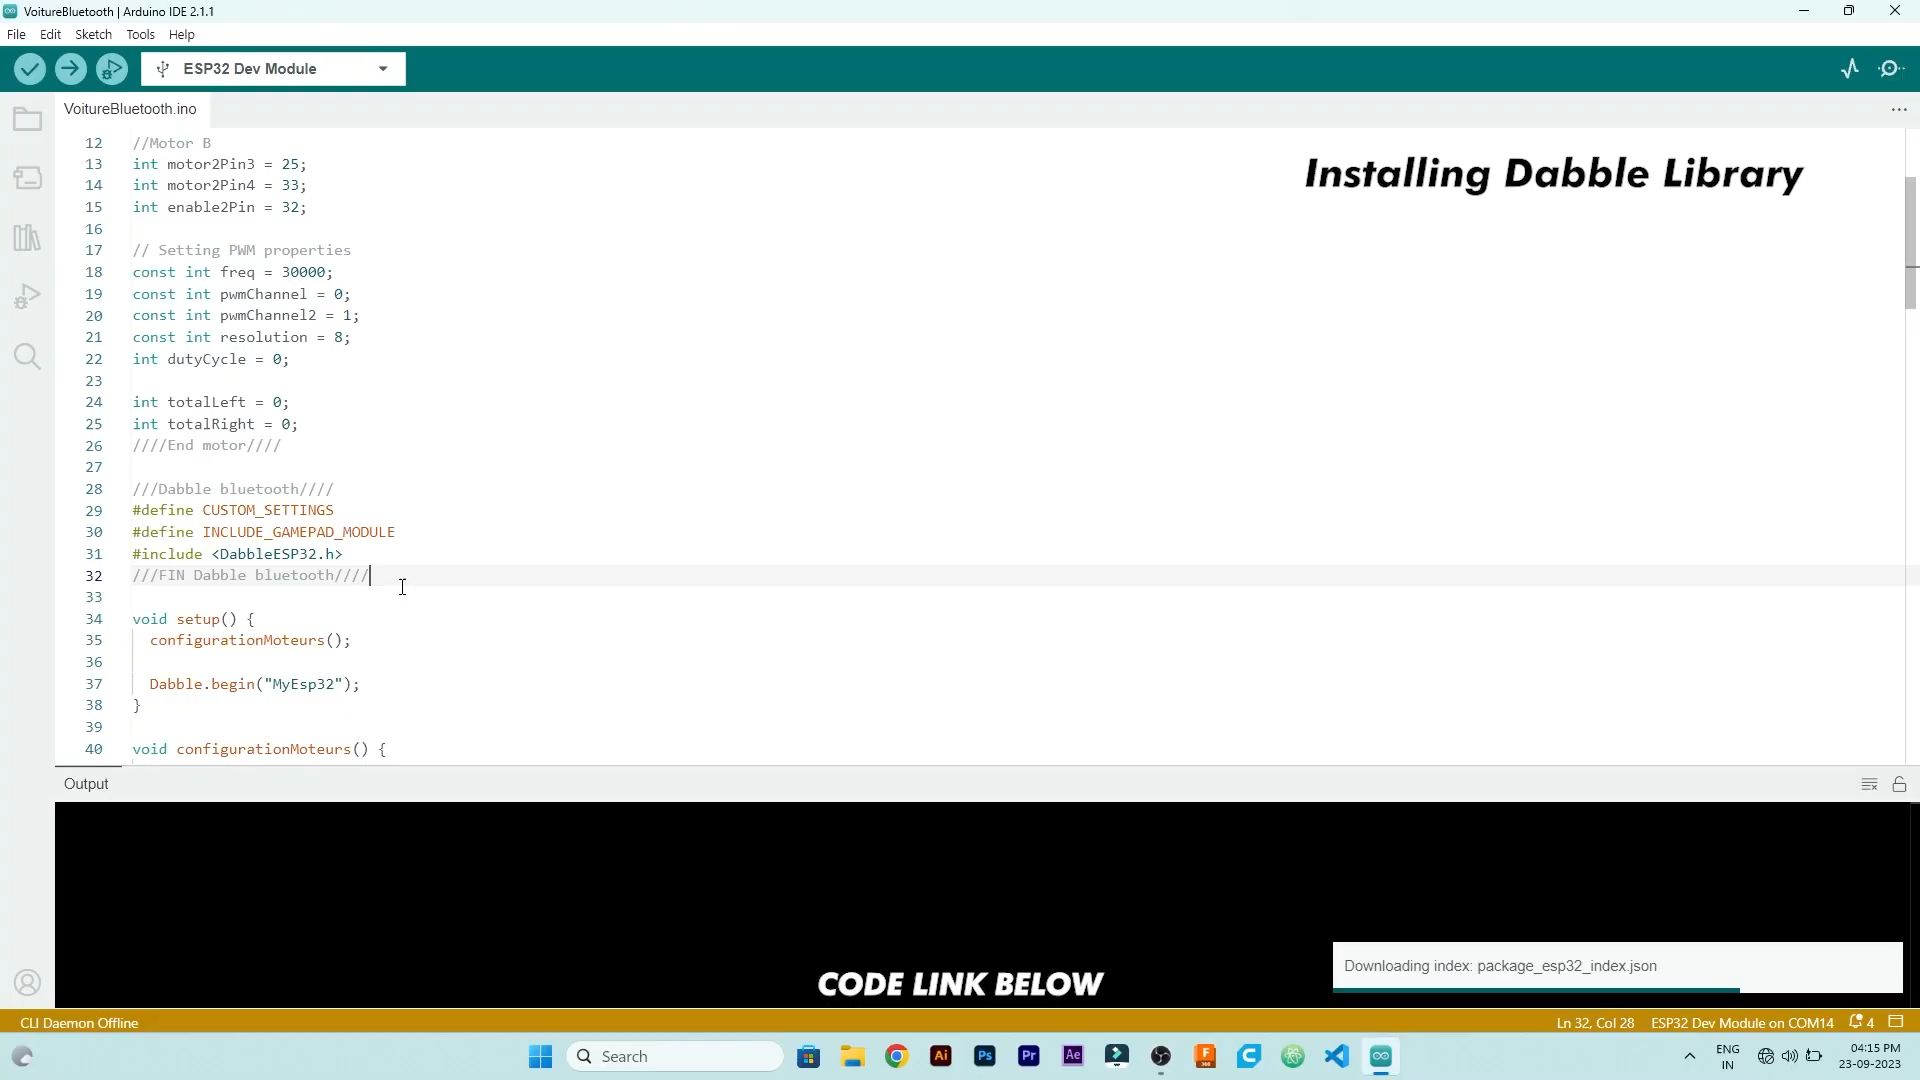 VoitureBluetooth | Arduino IDE 2.1.1
File Edit Sketch Tools Help
ESP32 Dev Module
VoitureBluetooth.ino
Installing Dabble Library
12 //Motor B
13 int motor2Pin3 = 25;
14 int motor2Pin4 = 33;
15 int enable2Pin = 32;
16
17 // Setting PWM properties
18 const int freq = 30000;
19 const int pwmChannel = 0;
20 const int pwmChannel2 = 1;
21 const int resolution = 8;
22 int dutyCycle = 0;
23
24 int totalLeft = 0;
25 int totalRight = 0;
26 ////End motor////
27
28 ///Dabble bluetooth////
29 #define CUSTOM_SETTINGS
30 #define INCLUDE_GAMEPAD_MODULE
31 #include <DabbleESP32.h>
32 ///FIN Dabble bluetooth////
33
34 void setup() {
35 configurationMoteurs();
36
37 Dabble.begin("MyEsp32");
38 }
39
40 void configurationMoteurs() {
Output
Downloading index: package_esp32_index.json
CODE LINK BELOW
CLI Daemon Offline
Ln 32, Col 28 ESP32 Dev Module on COM14 4
Search
Ai Ps Pr Ae
ENG
IN
04:15 PM
23-09-2023